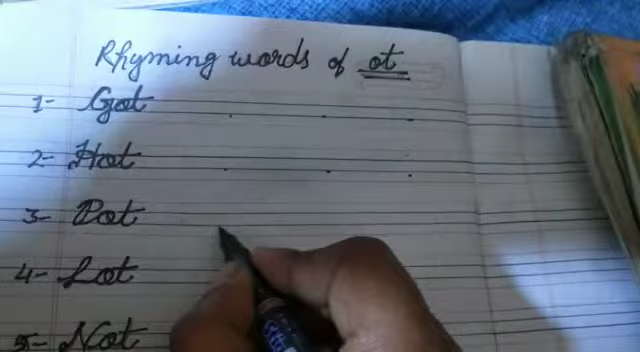 Rhyming words of ot
1- Got
2- Hot
3- Pot
4- Lot
5- Not